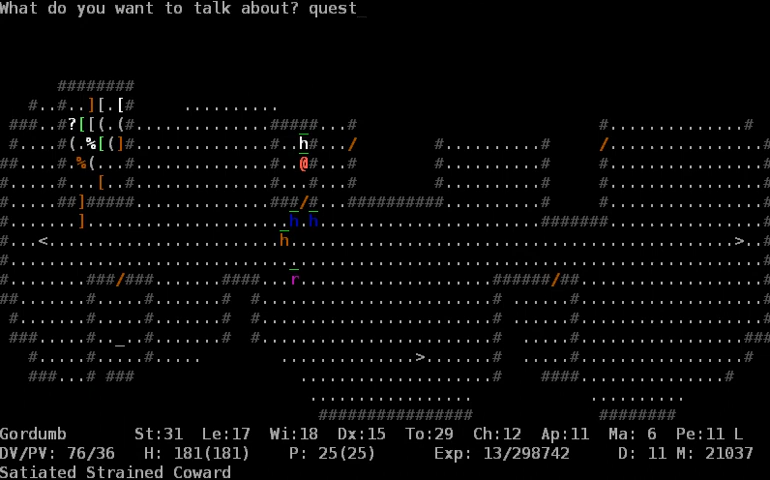 What do you want to talk about? quest_
Gordumb St:31 Le:17 Wi:18 Dx:15 To:29 Ch:12 Ap:11 Ma: 6 Pe:11 L
DV/PV: 76/36 H: 181(181) P: 25(25) Exp: 13/298742 D: 11 M: 21037
Satiated Strained Coward